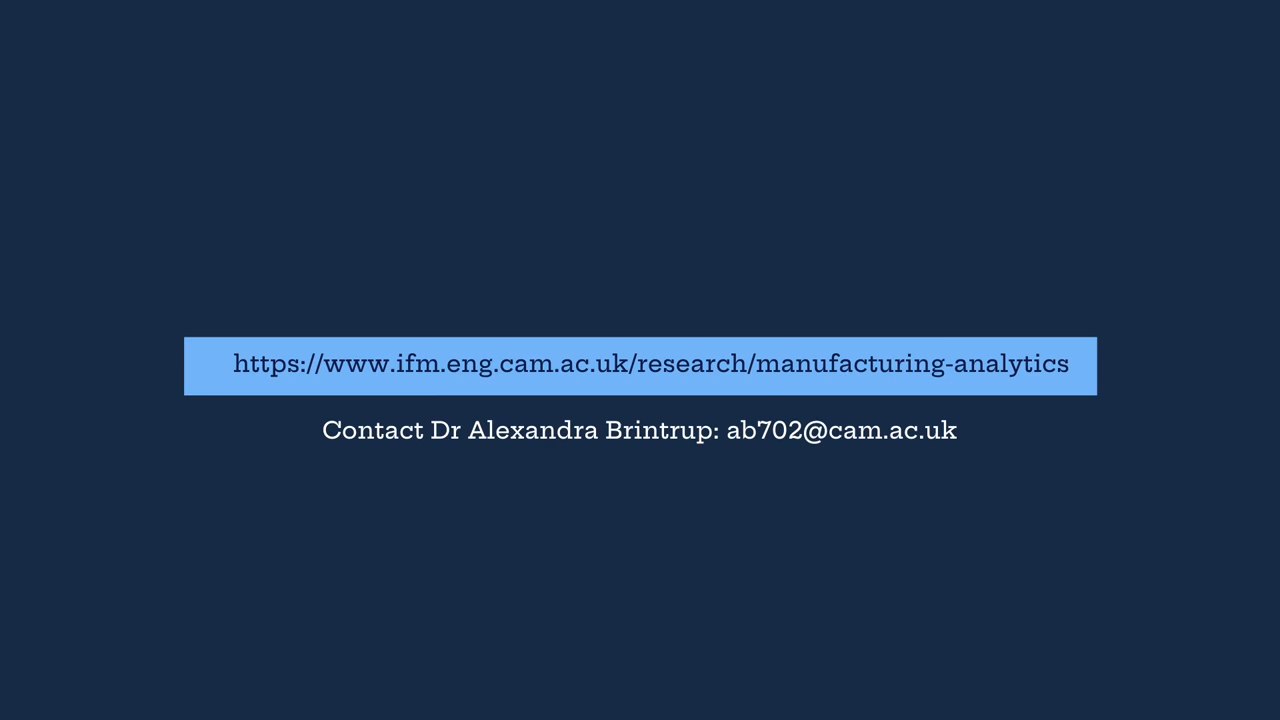 https://www.ifm.eng.cam.ac.uk/research/manufacturing-analytics
Contact Dr Alexandra Brintrup: ab702@cam.ac.uk